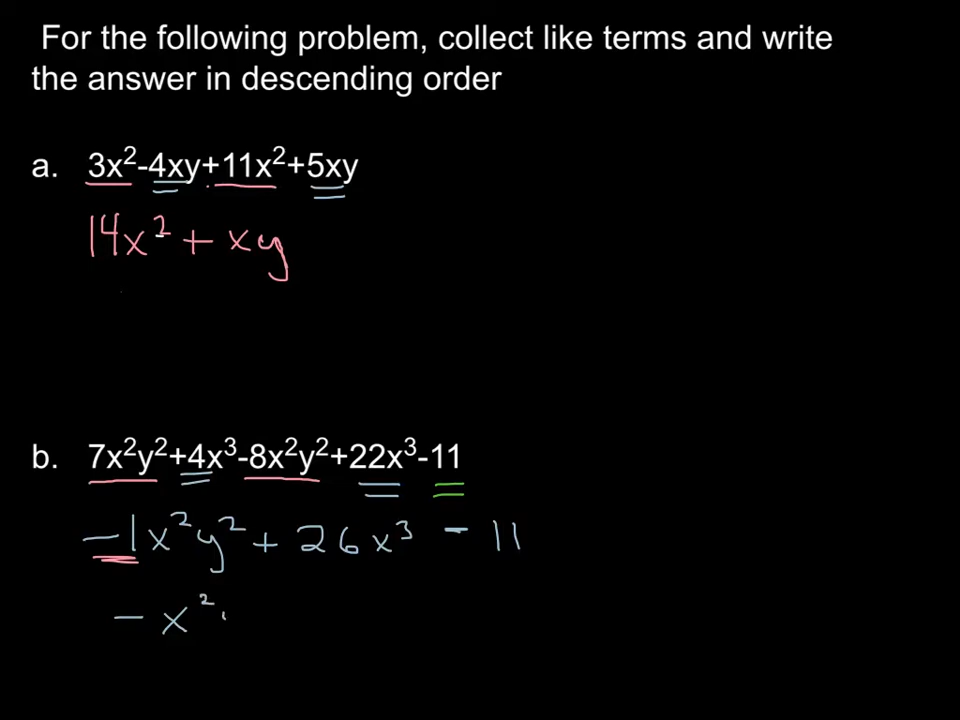 For the following problem, collect like terms and write
the answer in descending order
a. 3x²-4xy+11x²+5xy
14x² + xy
b. 7x²y²+4x³-8x²y²+22x³-11
-1x²y² + 26x³ - 11
- x²